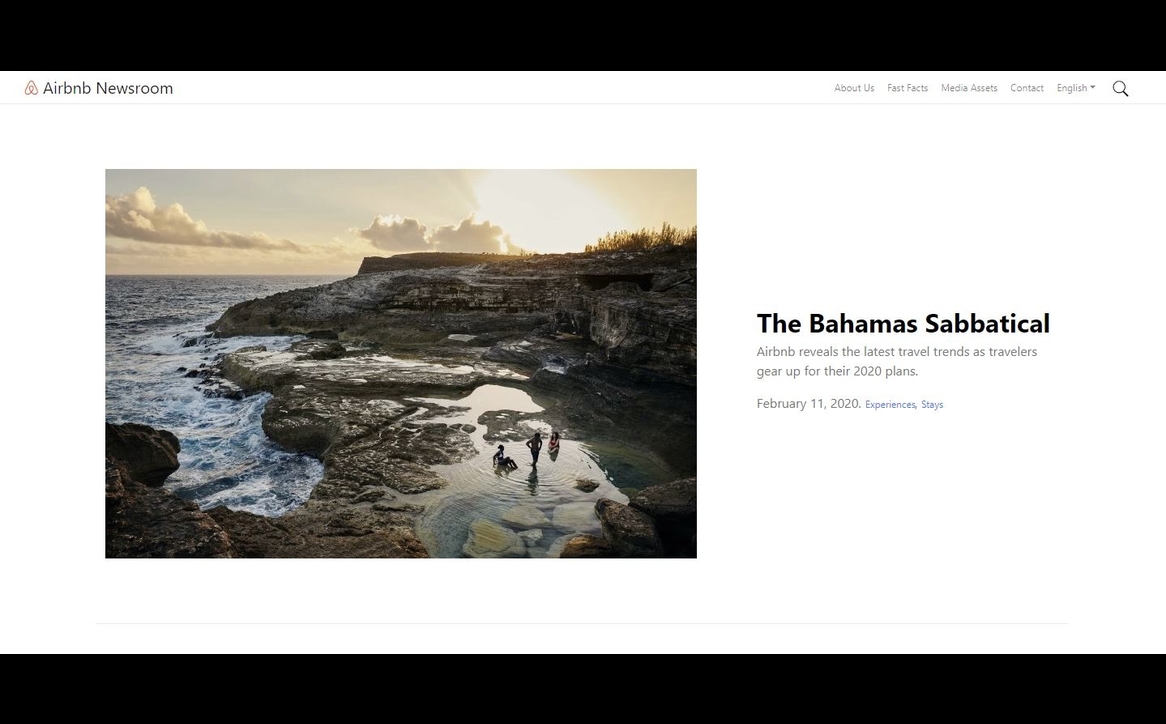 Airbnb Newsroom
About Us Fast Facts Media Assets Contact English
The Bahamas Sabbatical
Airbnb reveals the latest travel trends as travelers
gear up for their 2020 plans.
February 11, 2020. Experiences, Stays